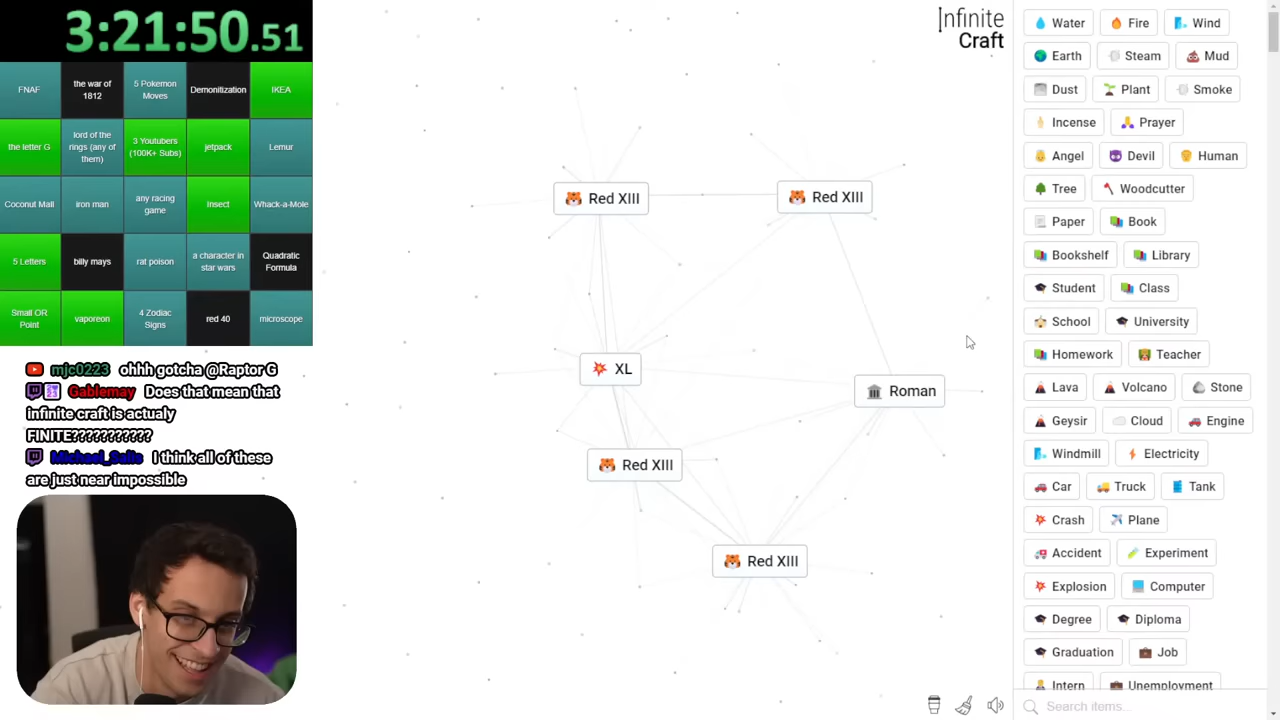 3:21:50.51
FNAF
the war of
1812
5 Pokemon
Moves
Demonitization
IKEA
the letter G
lord of the
rings (any of
them)
3 Youtubers
(100K+ Subs)
jetpack
Lemur
Coconut Mall
iron man
any racing
game
Insect
Whack-a-Mole
5 Letters
billy mays
rat poison
a character in
star wars
Quadratic
Formula
Small OR
Point
vaporeon
4 Zodiac
Signs
red 40
microscope
mjc0223 ohhh gotcha @Raptor G
Gablemay Does that mean that
infinite craft is actualy
FINITE???????????
Michael_Salis I think all of these
are just near impossible
Infinite
Craft
Red XIII
Red XIII
XL
Roman
Red XIII
Red XIII
Water Fire Wind
Earth Steam Mud
Dust Plant Smoke
Incense Prayer
Angel Devil Human
Tree Woodcutter
Paper Book
Bookshelf Library
Student Class
School University
Homework Teacher
Lava Volcano Stone
Geysir Cloud Engine
Windmill Electricity
Car Truck Tank
Crash Plane
Accident Experiment
Explosion Computer
Degree Diploma
Graduation Job
Intern Unemployment
Search items...